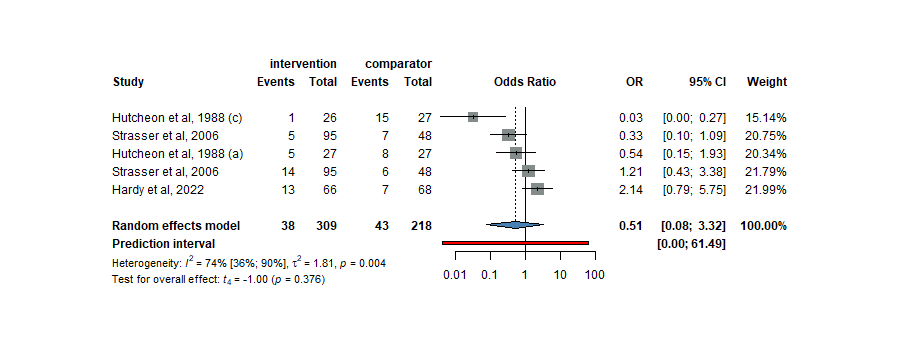 intervention comparator
Study Events Total Events Total Odds Ratio OR 95% CI Weight
Hutcheon et al, 1988 (c) 1 26 15 27 0.03 [0.00; 0.27] 15.14%
Strasser et al, 2006 5 95 7 48 0.33 [0.10; 1.09] 20.75%
Hutcheon et al, 1988 (a) 5 27 8 27 0.54 [0.15; 1.93] 20.34%
Strasser et al, 2006 14 95 6 48 1.21 [0.43; 3.38] 21.79%
Hardy et al, 2022 13 66 7 68 2.14 [0.79; 5.75] 21.99%
Random effects model 38 309 43 218 0.51 [0.08; 3.32] 100.00%
Prediction interval [0.00; 61.49]
Heterogeneity: I² = 74% [36%; 90%], τ² = 1.81, p = 0.004
Test for overall effect: t₄ = -1.00 (p = 0.376)
0.01 0.1 1 10 100